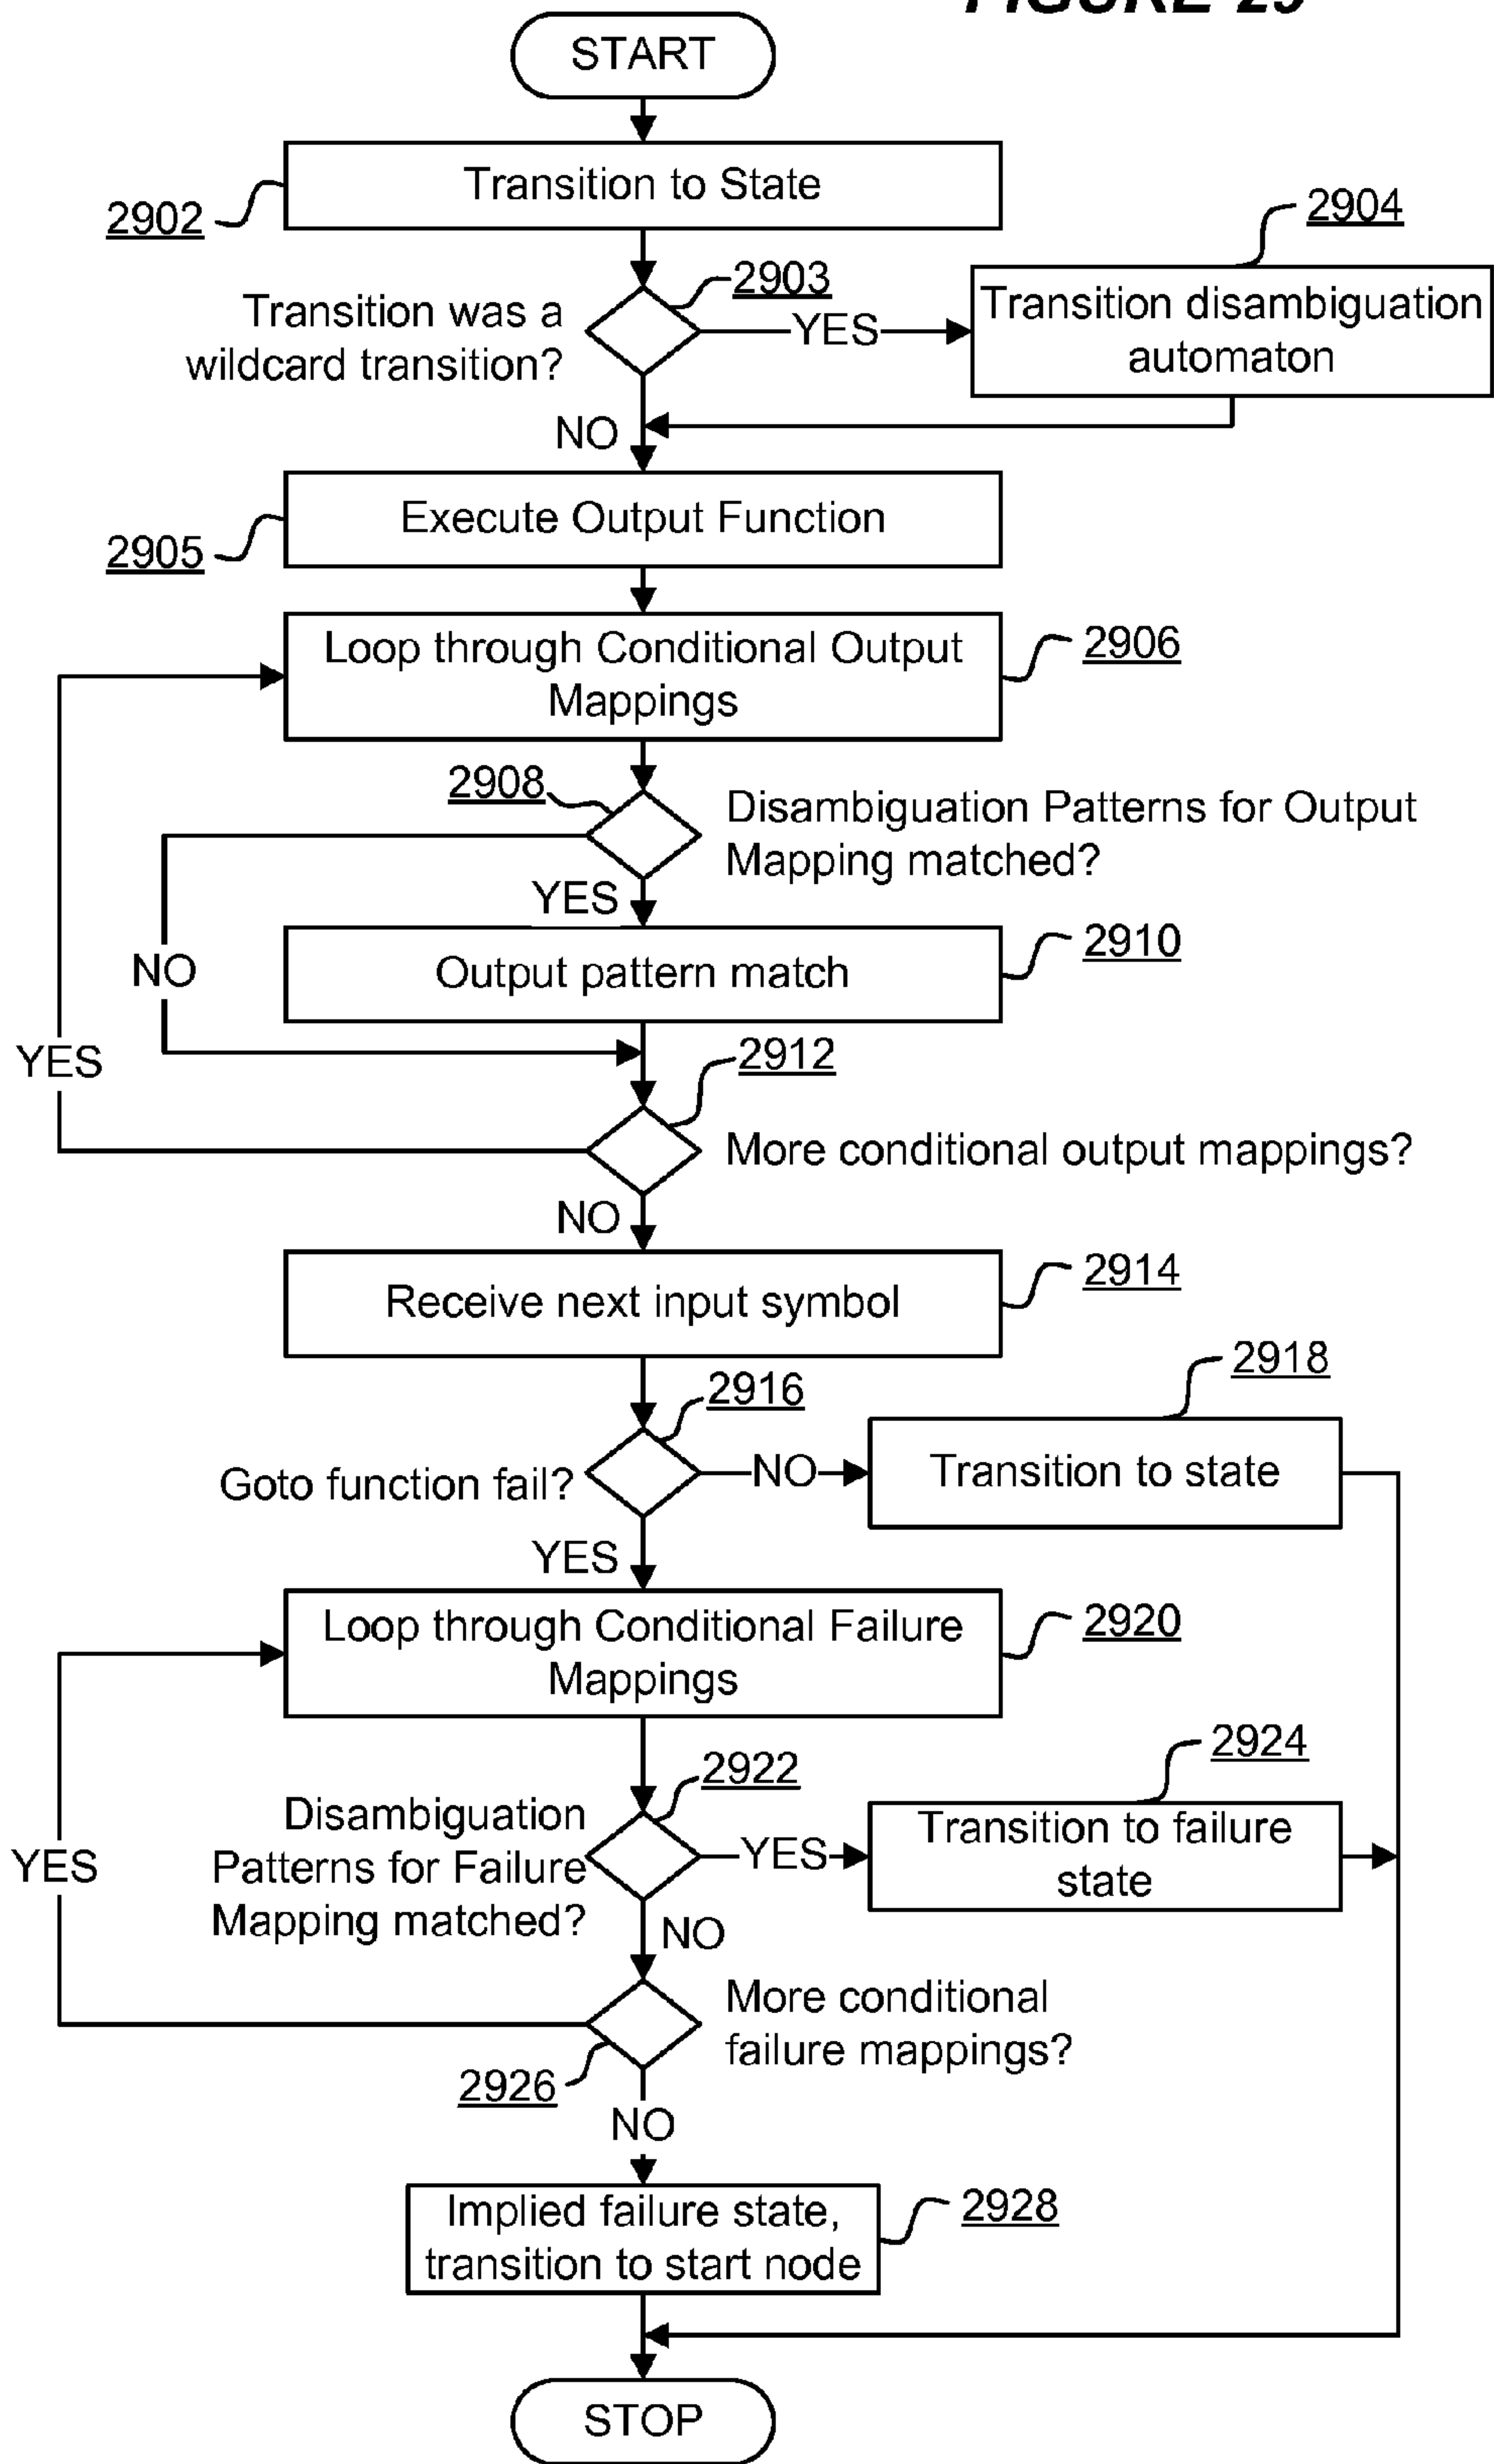 FIGURE 29
START
Transition to State
2902
2904
2903
Transition was a
wildcard transition?
YES
Transition disambiguation
automaton
NO
Execute Output Function
2905
Loop through Conditional Output
Mappings
2906
2908
Disambiguation Patterns for Output
Mapping matched?
YES
NO
Output pattern match
2910
YES
2912
More conditional output mappings?
NO
Receive next input symbol
2914
2916
2918
Goto function fail?
NO
Transition to state
YES
Loop through Conditional Failure
Mappings
2920
2922
2924
Disambiguation
Patterns for Failure
Mapping matched?
YES
YES
Transition to failure
state
NO
More conditional
failure mappings?
2926
NO
Implied failure state,
transition to start node
2928
STOP